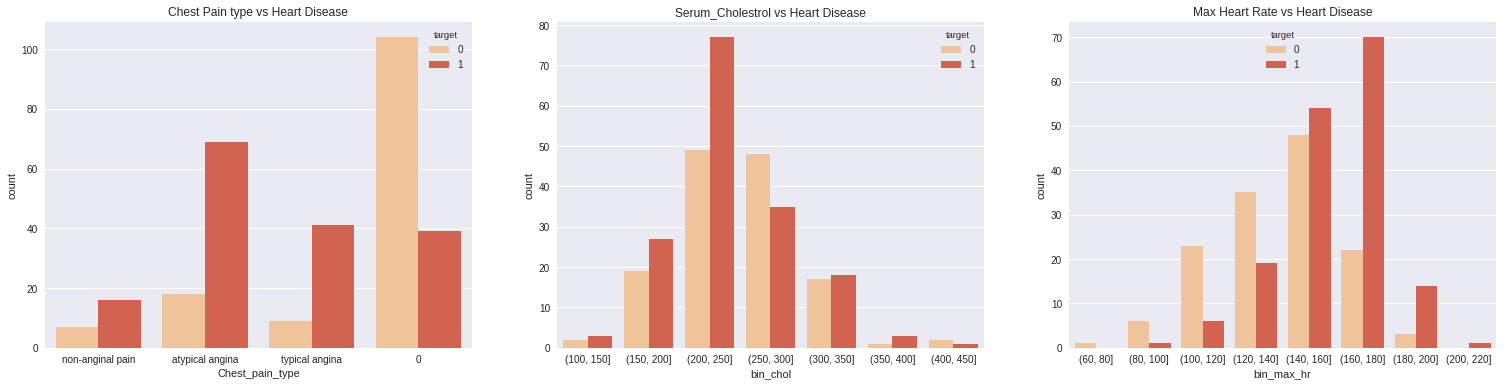 Chest Pain type vs Heart Disease
target
0
1
100
80
60
40
20
0
count
non-anginal pain atypical angina typical angina 0
Chest_pain_type
Serum_Cholestrol vs Heart Disease
target
0
1
80
70
60
50
40
30
20
10
0
count
(100, 150] (150, 200] (200, 250] (250, 300] (300, 350] (350, 400] (400, 450]
bin_chol
Max Heart Rate vs Heart Disease
target
0
1
70
60
50
40
30
20
10
0
count
(60, 80] (80, 100] (100, 120] (120, 140] (140, 160] (160, 180] (180, 200] (200, 220]
bin_max_hr